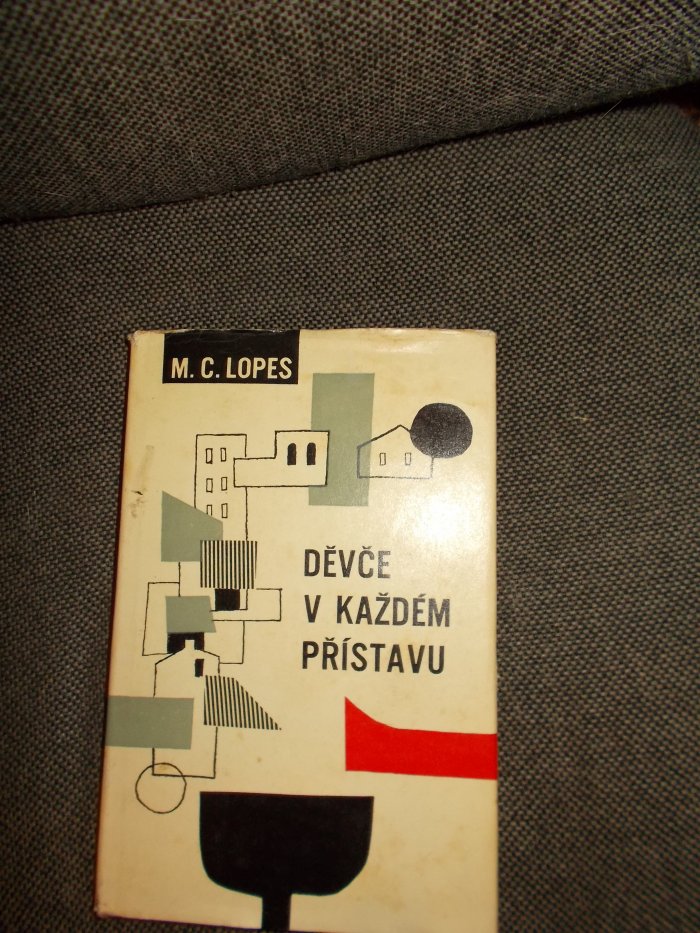 M. C. LOPES
DĚVČE
V KAŽDÉM
PŘÍSTAVU